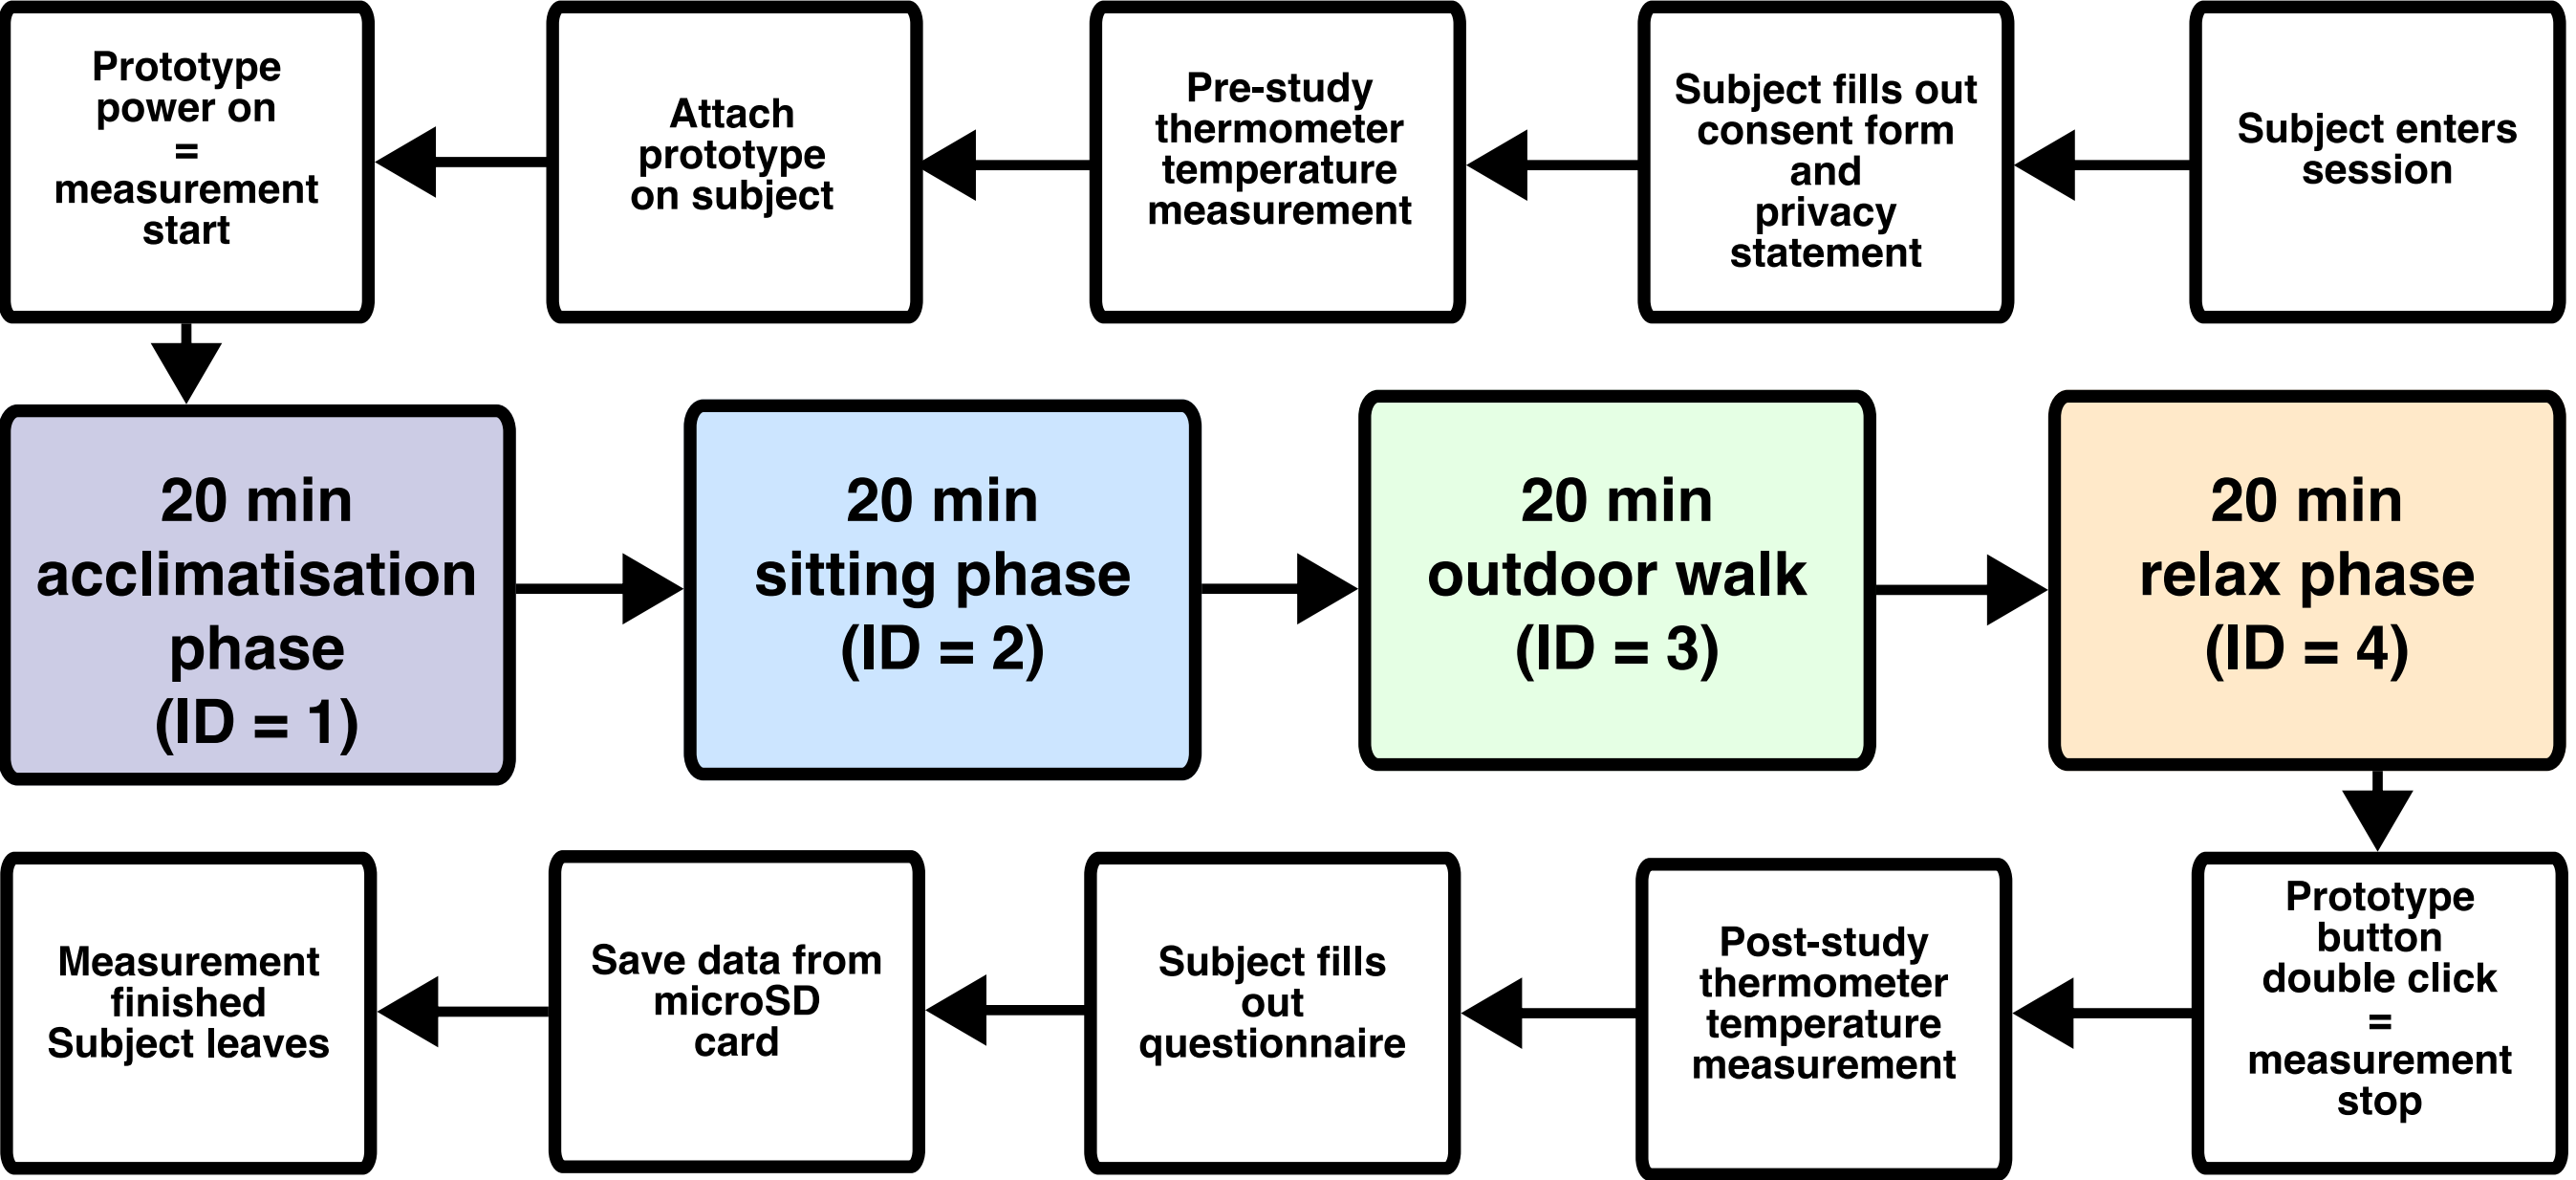 Prototype
power on
=
measurement
start
Attach
prototype
on subject
Pre-study
thermometer
temperature
measurement
Subject fills out
consent form
and
privacy
statement
Subject enters
session
20 min
acclimatisation
phase
(ID = 1)
20 min
sitting phase
(ID = 2)
20 min
outdoor walk
(ID = 3)
20 min
relax phase
(ID = 4)
Measurement
finished
Subject leaves
Save data from
microSD
card
Subject fills
out
questionnaire
Post-study
thermometer
temperature
measurement
Prototype
button
double click
=
measurement
stop